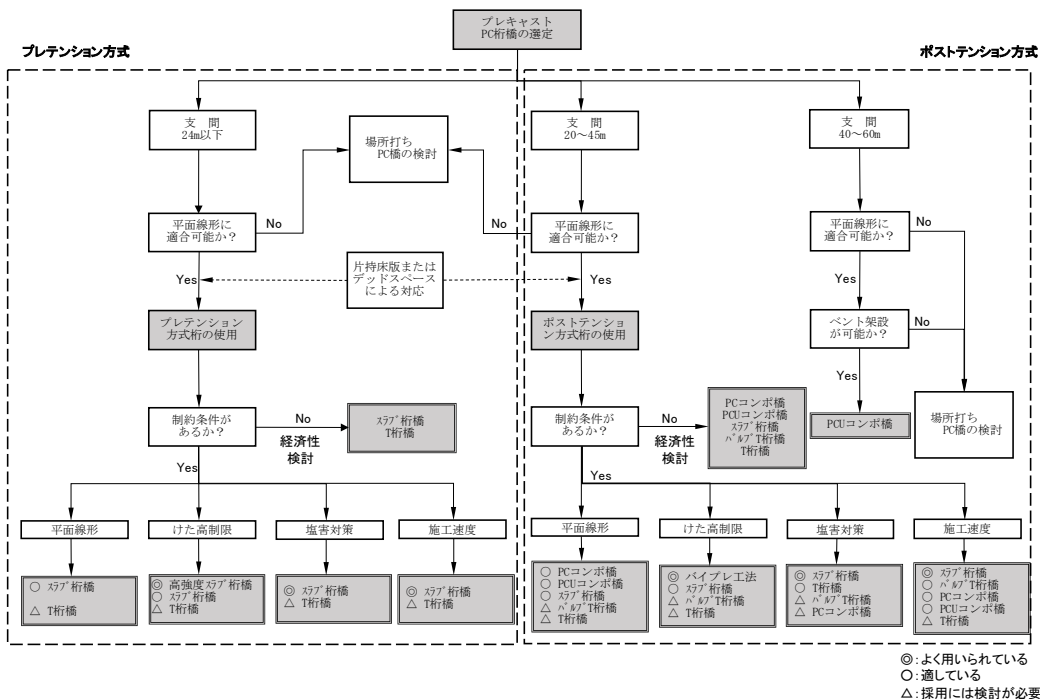 プレキャスト
PC桁橋の選定
プレテンション方式
ポストテンション方式
支　間
24m以下
場所打ち
PC橋の検討
支　間
20～45m
支　間
40～60m
平面線形に
適合可能か？
No
No
平面線形に
適合可能か？
平面線形に
適合可能か？
No
Yes
片持床版または
デッドスペース
による対応
Yes
Yes
プレテンション
方式桁の使用
ポストテンショ
ン方式桁の使用
ベント架設
が可能か？
No
Yes
制約条件が
あるか？
No
経済性
検討
ｽﾗﾌﾞ桁橋
T桁橋
制約条件が
あるか？
No
経済性
検討
PCコンポ橋
PCUコンポ橋
ｽﾗﾌﾞ桁橋
ﾊﾞﾙﾌﾞT桁橋
T桁橋
PCUコンポ橋
場所打ち
PC橋の検討
Yes
Yes
平面線形
けた高制限
塩害対策
施工速度
平面線形
けた高制限
塩害対策
施工速度
○ ｽﾗﾌﾞ桁橋
△ T桁橋
◎ 高強度ｽﾗﾌﾞ桁橋
○ ｽﾗﾌﾞ桁橋
△ T桁橋
◎ ｽﾗﾌﾞ桁橋
△ T桁橋
◎ ｽﾗﾌﾞ桁橋
△ T桁橋
○ PCコンポ橋
○ PCUコンポ橋
○ ｽﾗﾌﾞ桁橋
△ ﾊﾞﾙﾌﾞT桁橋
△ T桁橋
◎ バイプレ工法
○ ｽﾗﾌﾞ桁橋
△ ﾊﾞﾙﾌﾞT桁橋
△ T桁橋
◎ ｽﾗﾌﾞ桁橋
○ T桁橋
△ ﾊﾞﾙﾌﾞT桁橋
△ PCコンポ橋
◎ ｽﾗﾌﾞ桁橋
○ ﾊﾞﾙﾌﾞT桁橋
○ PCコンポ橋
○ PCUコンポ橋
△ T桁橋
◎：よく用いられている
○：適している
△：採用には検討が必要